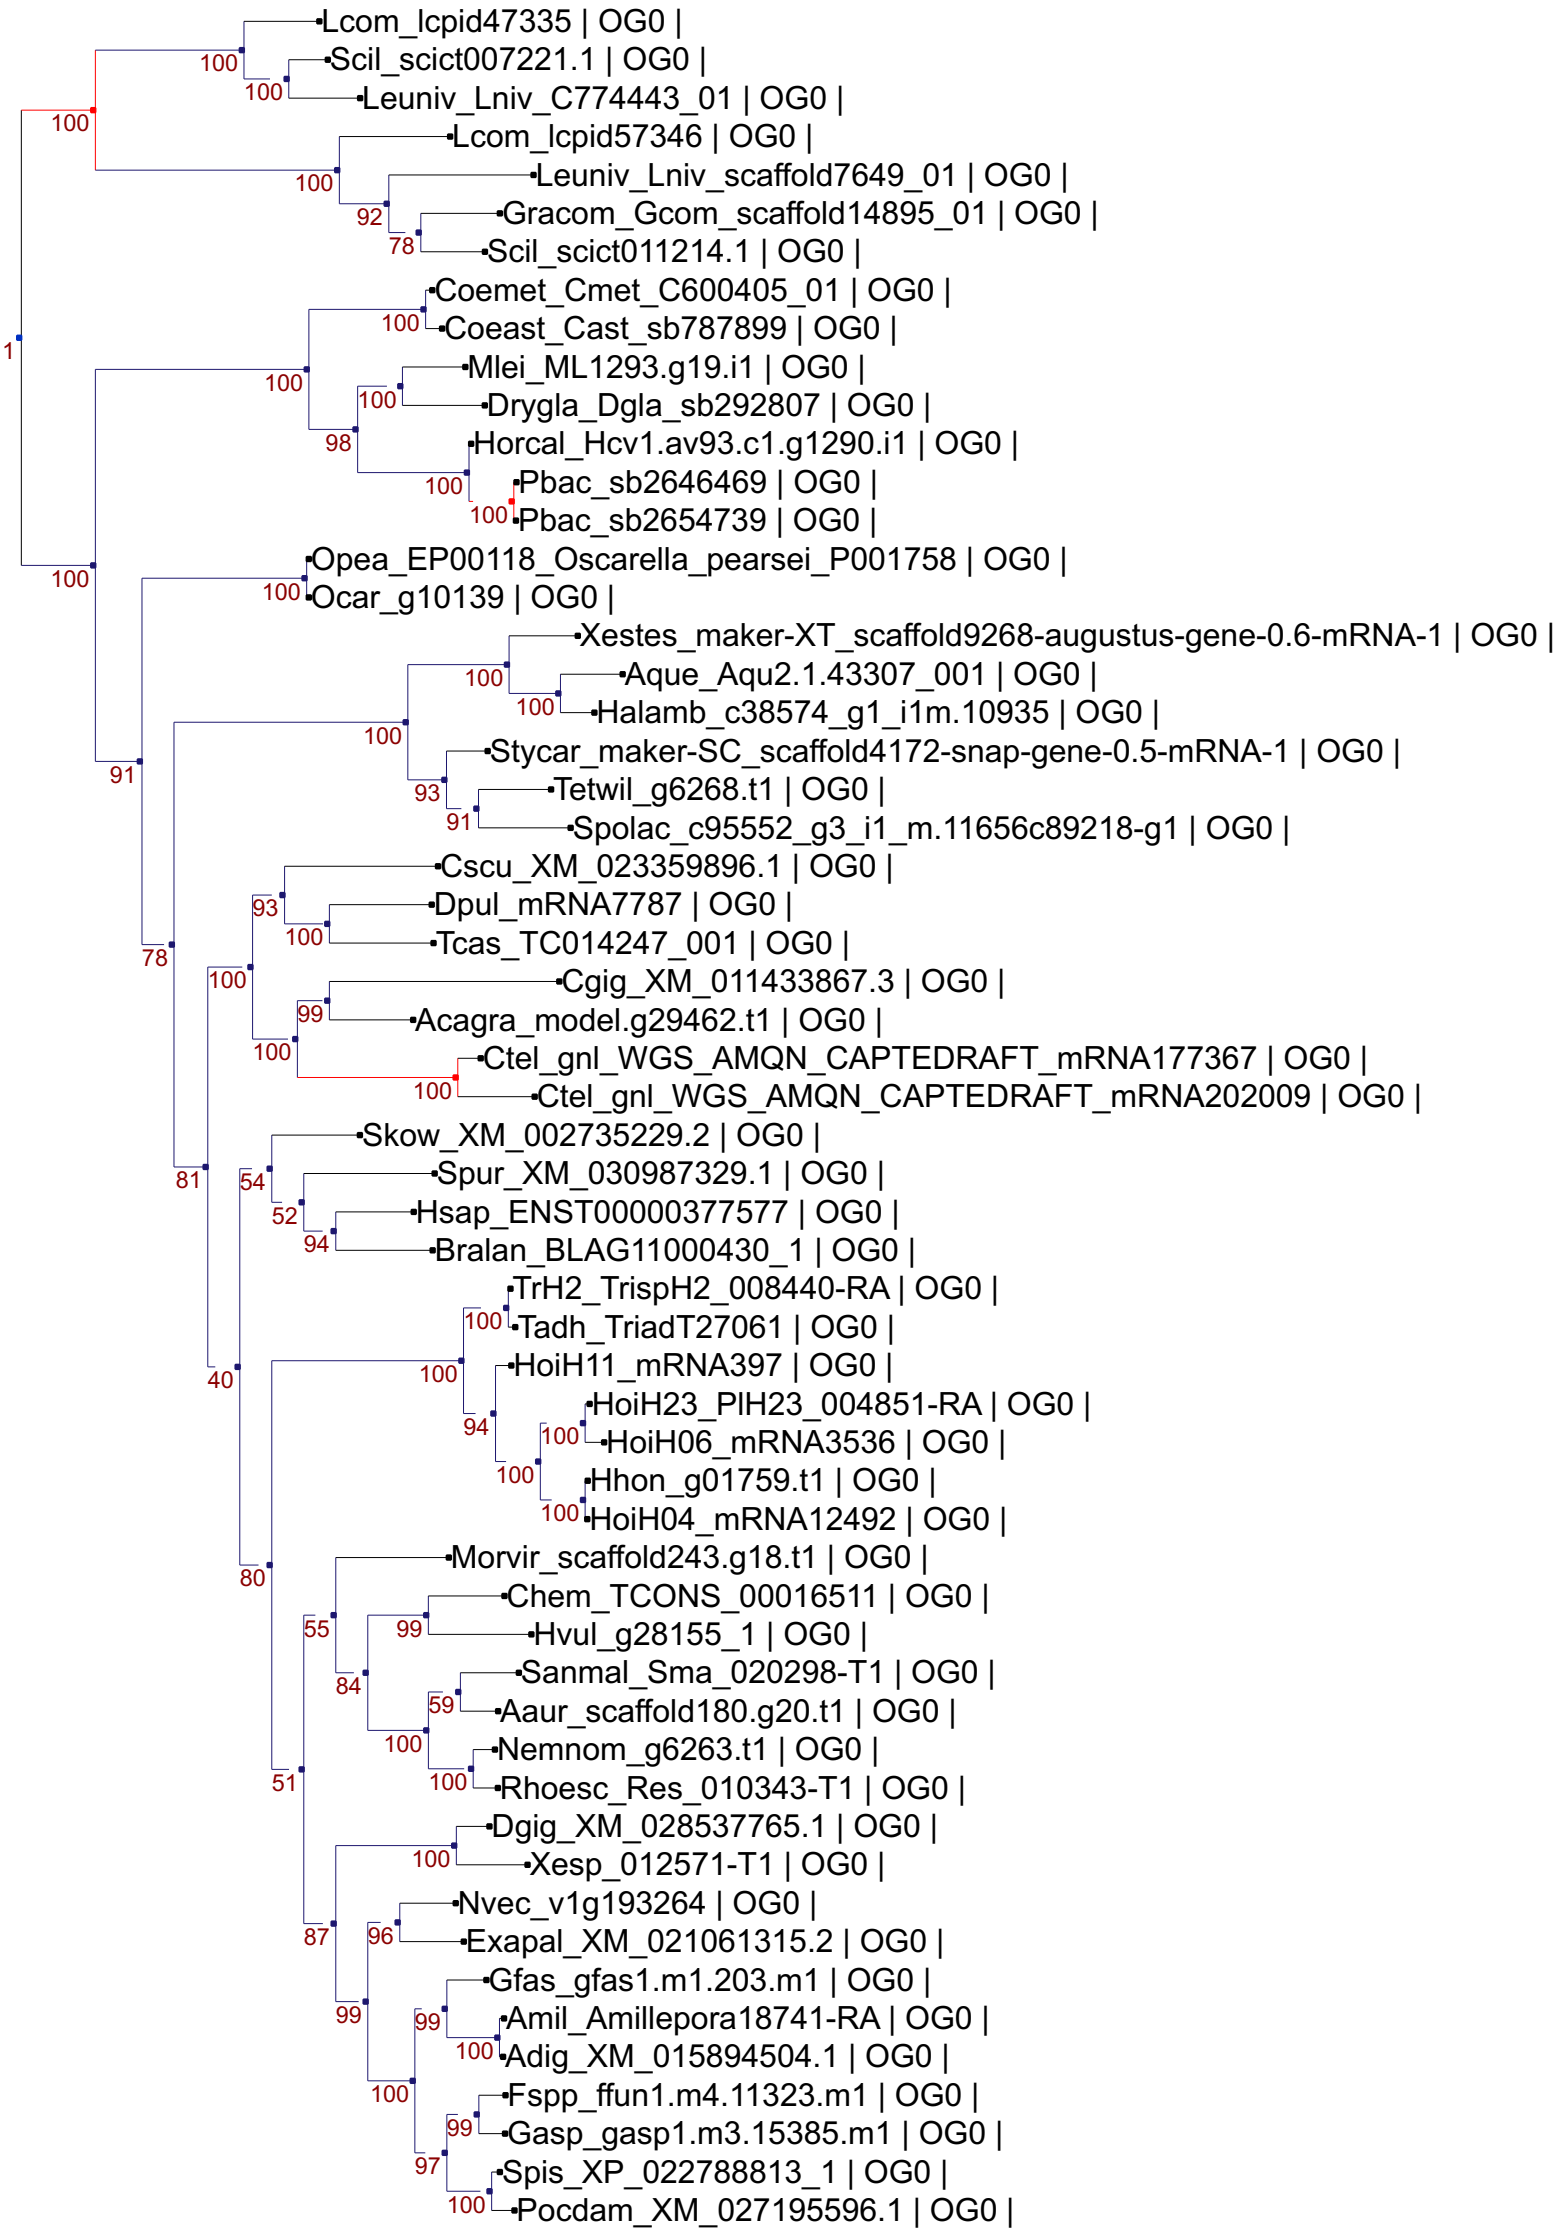 Lcom_lcpid47335 | OG0 |
Scil_scict007221.1 | OG0 |
100
100
Leuniv_Lniv_C774443_01 | OG0 |
100
Lcom_lcpid57346 | OG0 |
Leuniv_Lniv_scaffold7649_01 | OG0 |
100
Gracom_Gcom_scaffold14895_01 | OG0 |
92
78
Scil_scict011214.1 | OG0 |
Coemet_Cmet_C600405_01 | OG0 |
100
Coeast_Cast_sb787899 | OG0 |
1
Mlei_ML1293.g19.i1 | OG0 |
100
100
Drygla_Dgla_sb292807 | OG0 |
98
Horcal_Hcv1.av93.c1.g1290.i1 | OG0 |
100
Pbac_sb2646469 | OG0 |
100
Pbac_sb2654739 | OG0 |
Opea_EP00118_Oscarella_pearsei_P001758 | OG0 |
100
100
Ocar_g10139 | OG0 |
Xestes_maker-XT_scaffold9268-augustus-gene-0.6-mRNA-1 | OG0 |
100
Aque_Aqu2.1.43307_001 | OG0 |
100
Halamb_c38574_g1_i1m.10935 | OG0 |
100
Stycar_maker-SC_scaffold4172-snap-gene-0.5-mRNA-1 | OG0 |
91
93
Tetwil_g6268.t1 | OG0 |
91
Spolac_c95552_g3_i1_m.11656c89218-g1 | OG0 |
Cscu_XM_023359896.1 | OG0 |
93
Dpul_mRNA7787 | OG0 |
100
Tcas_TC014247_001 | OG0 |
78
100
Cgig_XM_011433867.3 | OG0 |
99
Acagra_model.g29462.t1 | OG0 |
100
Ctel_gnl_WGS_AMQN_CAPTEDRAFT_mRNA177367 | OG0 |
100
Ctel_gnl_WGS_AMQN_CAPTEDRAFT_mRNA202009 | OG0 |
Skow_XM_002735229.2 | OG0 |
81
54
Spur_XM_030987329.1 | OG0 |
52
Hsap_ENST00000377577 | OG0 |
94
Bralan_BLAG11000430_1 | OG0 |
TrH2_TrispH2_008440-RA | OG0 |
100
Tadh_TriadT27061 | OG0 |
100
HoiH11_mRNA397 | OG0 |
40
HoiH23_PlH23_004851-RA | OG0 |
94
100
HoiH06_mRNA3536 | OG0 |
100
Hhon_g01759.t1 | OG0 |
100
HoiH04_mRNA12492 | OG0 |
Morvir_scaffold243.g18.t1 | OG0 |
80
Chem_TCONS_00016511 | OG0 |
55
99
Hvul_g28155_1 | OG0 |
Sanmal_Sma_020298-T1 | OG0 |
84
59
Aaur_scaffold180.g20.t1 | OG0 |
100
Nemnom_g6263.t1 | OG0 |
51
100
Rhoesc_Res_010343-T1 | OG0 |
Dgig_XM_028537765.1 | OG0 |
100
Xesp_012571-T1 | OG0 |
Nvec_v1g193264 | OG0 |
87
96
Exapal_XM_021061315.2 | OG0 |
Gfas_gfas1.m1.203.m1 | OG0 |
99
99
Amil_Amillepora18741-RA | OG0 |
100
Adig_XM_015894504.1 | OG0 |
100
Fspp_ffun1.m4.11323.m1 | OG0 |
99
Gasp_gasp1.m3.15385.m1 | OG0 |
97
Spis_XP_022788813_1 | OG0 |
100
Pocdam_XM_027195596.1 | OG0 |